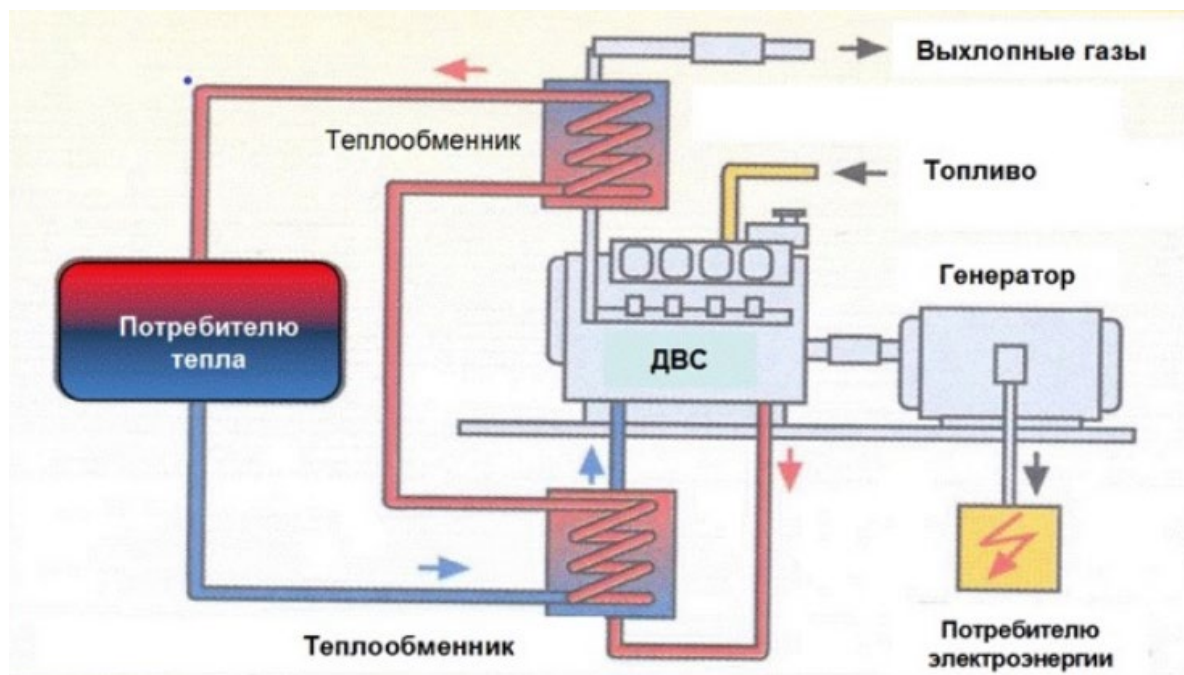 Выхлопные газы
Теплообменник
Топливо
Генератор
Потребителю
тепла
ДВС
Теплообменник
Потребителю
электроэнергии